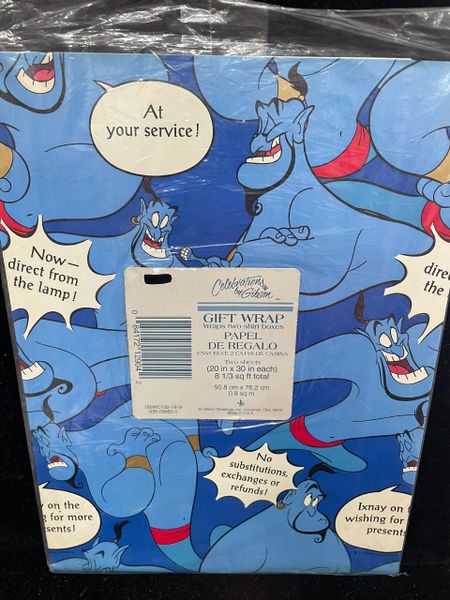 At
your service!
Now—
direct from
the lamp!
direc
the
Celebrations
by Gibson
GIFT WRAP
Wraps two shirt boxes
PAPEL
DE REGALO
ENVUELVE 2 CAJAS DE CAMISA
Two sheets
(20 in x 30 in each)
8 1/3 sq ft total
50.8 cm x 76.2 cm
0.8 sq m
Made in U.S.A.
No
substitutions,
exchanges or
refunds!
y on the
g for more
sents!
Ixnay on
wishing for
presents